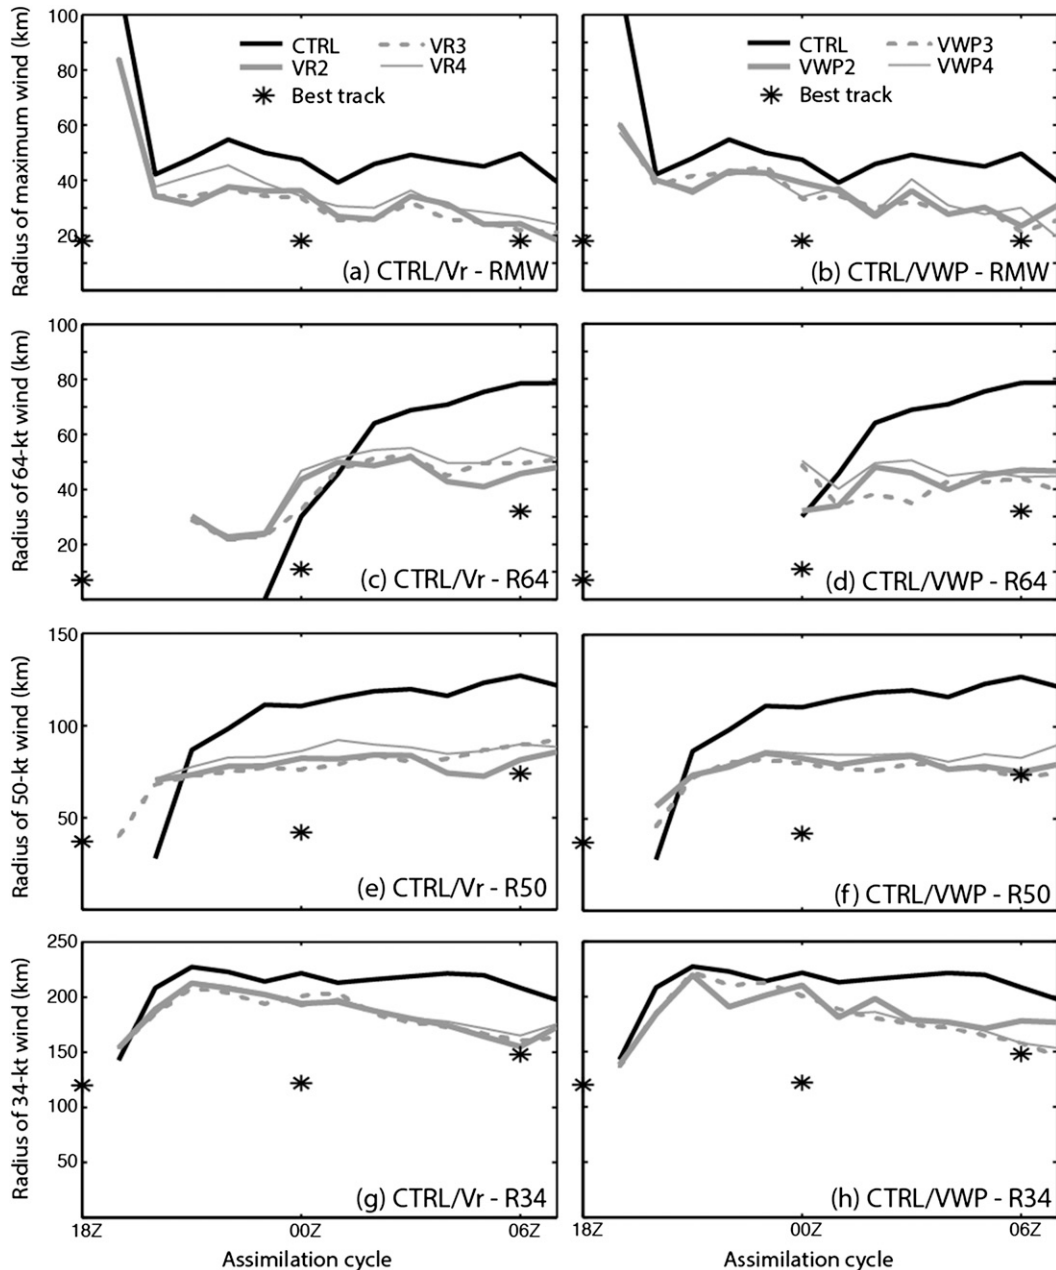 Radius of maximum wind (km)
100
80
60
40
20
CTRL
VR2
VR3
VR4
Best track
(a) CTRL/Vr - RMW
CTRL
VWP2
VWP3
VWP4
Best track
(b) CTRL/VWP - RMW
Radius of 64-kt wind (km)
100
80
60
40
20
(c) CTRL/Vr - R64
(d) CTRL/VWP - R64
Radius of 50-kt wind (km)
150
100
50
(e) CTRL/Vr - R50
(f) CTRL/VWP - R50
Radius of 34-kt wind (km)
250
200
150
100
50
(g) CTRL/Vr - R34
(h) CTRL/VWP - R34
18Z
00Z
06Z
18Z
00Z
06Z
Assimilation cycle
Assimilation cycle